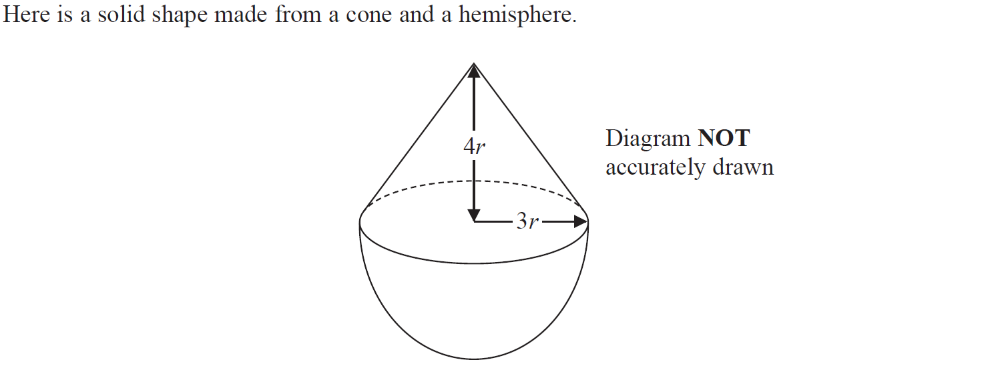 Here is a solid shape made from a cone and a hemisphere.
4r
Diagram NOT
accurately drawn
3r